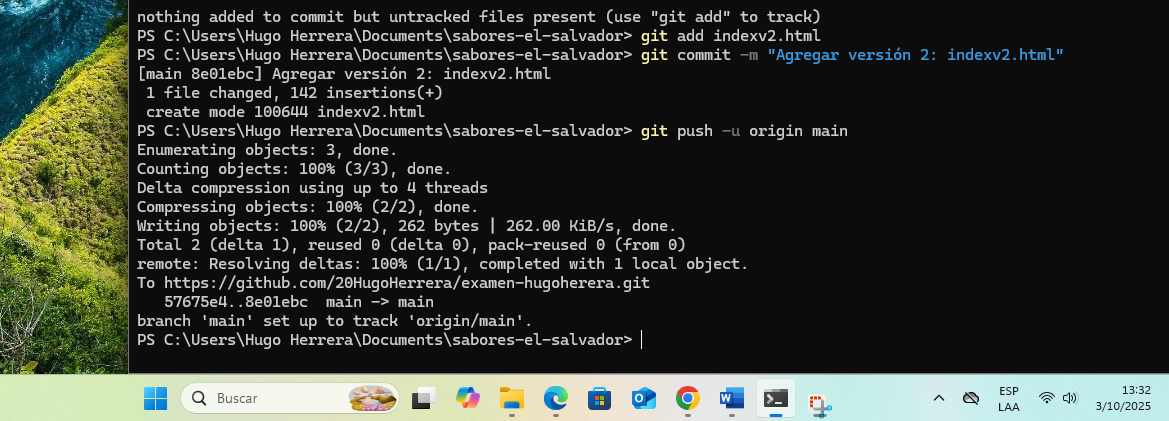 nothing added to commit but untracked files present (use "git add" to track)
PS C:\Users\Hugo Herrera\Documents\sabores-el-salvador> git add indexv2.html
PS C:\Users\Hugo Herrera\Documents\sabores-el-salvador> git commit -m "Agregar versión 2: indexv2.html"
[main 8e01ebc] Agregar versión 2: indexv2.html
 1 file changed, 142 insertions(+)
 create mode 100644 indexv2.html
PS C:\Users\Hugo Herrera\Documents\sabores-el-salvador> git push -u origin main
Enumerating objects: 3, done.
Counting objects: 100% (3/3), done.
Delta compression using up to 4 threads
Compressing objects: 100% (2/2), done.
Writing objects: 100% (2/2), 262 bytes | 262.00 KiB/s, done.
Total 2 (delta 1), reused 0 (delta 0), pack-reused 0 (from 0)
remote: Resolving deltas: 100% (1/1), completed with 1 local object.
To https://github.com/20HugoHerrera/examen-hugoherera.git
   57675e4..8e01ebc  main -> main
branch 'main' set up to track 'origin/main'.
PS C:\Users\Hugo Herrera\Documents\sabores-el-salvador>
Buscar
ESP
LAA
13:32
3/10/2025